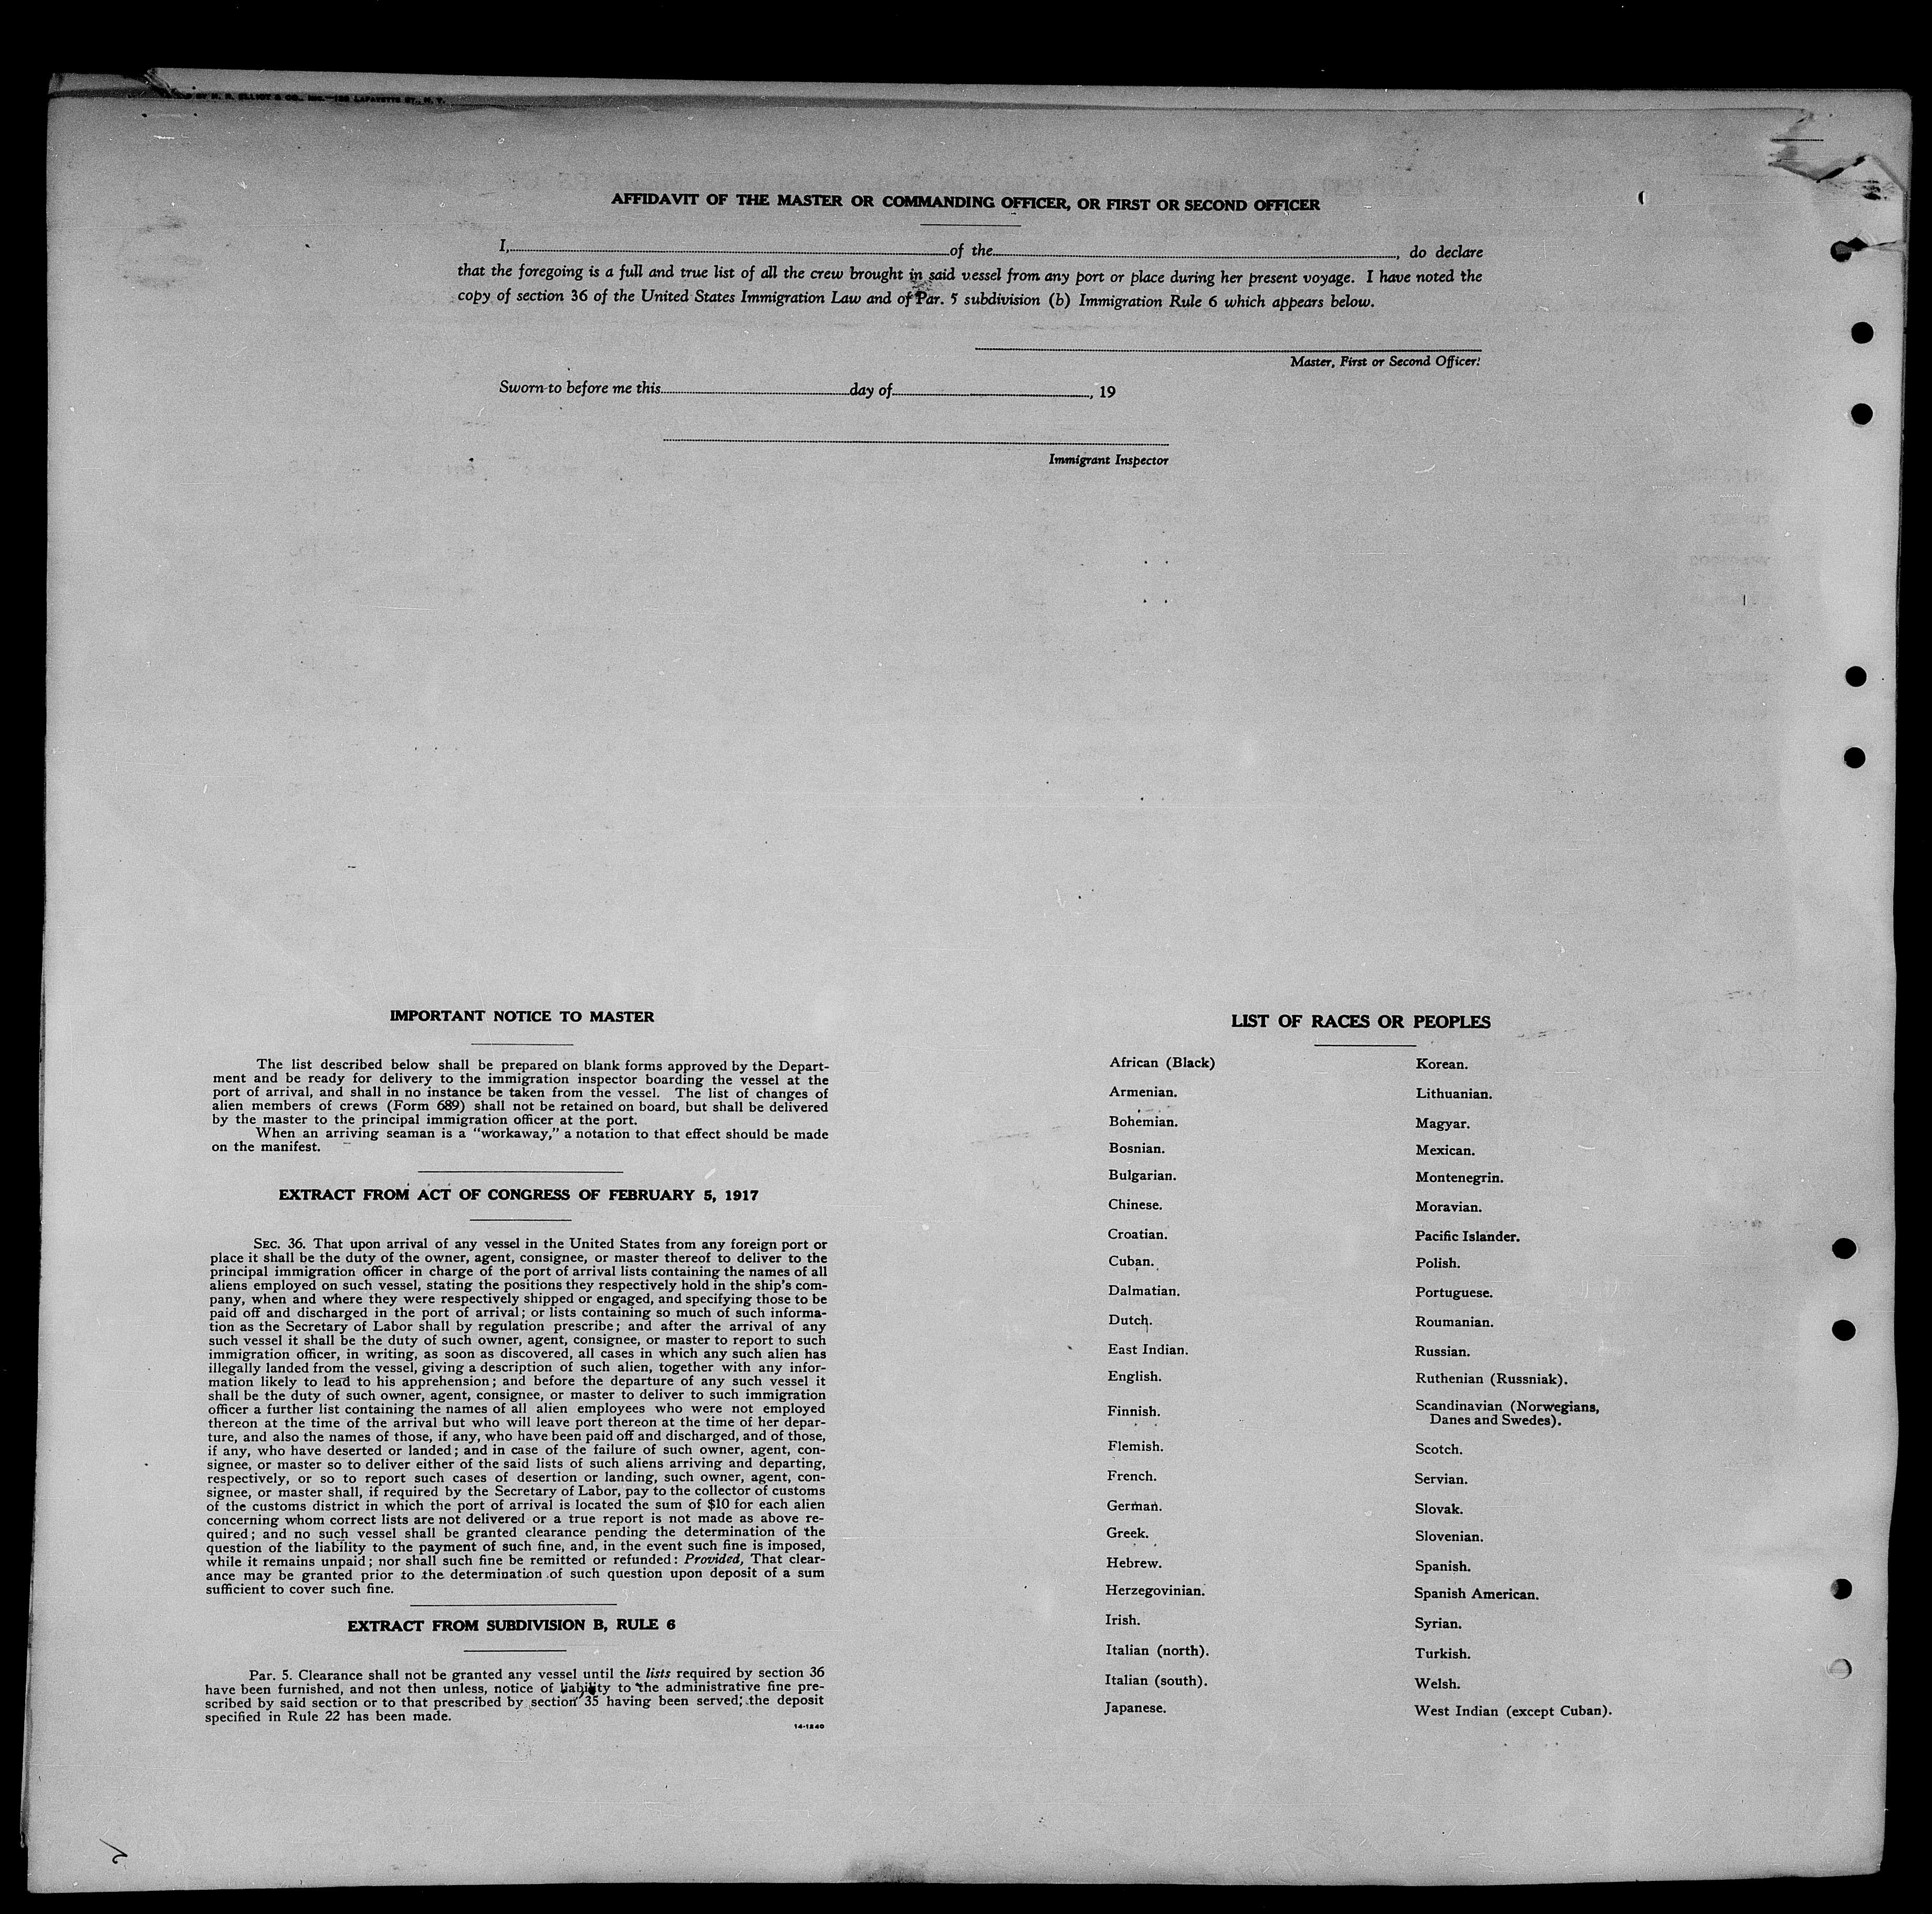 BY N. S. ELLIOT & CO., INC.—128 LAFAYETTE ST., N. Y.
AFFIDAVIT OF THE MASTER OR COMMANDING OFFICER, OR FIRST OR SECOND OFFICER
I, of the , do declare
that the foregoing is a full and true list of all the crew brought in said vessel from any port or place during her present voyage. I have noted the
copy of section 36 of the United States Immigration Law and of Par. 5 subdivision (b) Immigration Rule 6 which appears below.
Master, First or Second Officer.
Sworn to before me this day of , 19
Immigrant Inspector
IMPORTANT NOTICE TO MASTER
The list described below shall be prepared on blank forms approved by the Depart-
ment and be ready for delivery to the immigration inspector boarding the vessel at the
port of arrival, and shall in no instance be taken from the vessel. The list of changes of
alien members of crews (Form 689) shall not be retained on board, but shall be delivered
by the master to the principal immigration officer at the port.
When an arriving seaman is a "workaway," a notation to that effect should be made
on the manifest.
EXTRACT FROM ACT OF CONGRESS OF FEBRUARY 5, 1917
SEC. 36. That upon arrival of any vessel in the United States from any foreign port or
place it shall be the duty of the owner, agent, consignee, or master thereof to deliver to the
principal immigration officer in charge of the port of arrival lists containing the names of all
aliens employed on such vessel, stating the positions they respectively hold in the ship's com-
pany, when and where they were respectively shipped or engaged, and specifying those to be
paid off and discharged in the port of arrival; or lists containing so much of such informa-
tion as the Secretary of Labor shall by regulation prescribe; and after the arrival of any
such vessel it shall be the duty of such owner, agent, consignee, or master to report to such
immigration officer, in writing, as soon as discovered, all cases in which any such alien has
illegally landed from the vessel, giving a description of such alien, together with any infor-
mation likely to lead to his apprehension; and before the departure of any such vessel it
shall be the duty of such owner, agent, consignee, or master to deliver to such immigration
officer a further list containing the names of all alien employees who were not employed
thereon at the time of the arrival but who will leave port thereon at the time of her depar-
ture, and also the names of those, if any, who have been paid off and discharged, and of those,
if any, who have deserted or landed; and in case of the failure of such owner, agent, con-
signee, or master so to deliver either of the said lists of such aliens arriving and departing,
respectively, or so to report such cases of desertion or landing, such owner, agent, con-
signee, or master shall, if required by the Secretary of Labor, pay to the collector of customs
of the customs district in which the port of arrival is located the sum of $10 for each alien
concerning whom correct lists are not delivered or a true report is not made as above re-
quired; and no such vessel shall be granted clearance pending the determination of the
question of the liability to the payment of such fine, and, in the event such fine is imposed,
while it remains unpaid; nor shall such fine be remitted or refunded: Provided, That clear-
ance may be granted prior to the determination of such question upon deposit of a sum
sufficient to cover such fine.
EXTRACT FROM SUBDIVISION B, RULE 6
Par. 5. Clearance shall not be granted any vessel until the lists required by section 36
have been furnished, and not then unless, notice of liability to the administrative fine pre-
scribed by said section or to that prescribed by section 35 having been served, the deposit
specified in Rule 22 has been made.
14-1240
LIST OF RACES OR PEOPLES
African (Black)
Armenian.
Bohemian.
Bosnian.
Bulgarian.
Chinese.
Croatian.
Cuban.
Dalmatian.
Dutch.
East Indian.
English.
Finnish.
Flemish.
French.
German.
Greek.
Hebrew.
Herzegovinian.
Irish.
Italian (north).
Italian (south).
Japanese.
Korean.
Lithuanian.
Magyar.
Mexican.
Montenegrin.
Moravian.
Pacific Islander.
Polish.
Portuguese.
Roumanian.
Russian.
Ruthenian (Russniak).
Scandinavian (Norwegians,
Danes and Swedes).
Scotch.
Servian.
Slovak.
Slovenian.
Spanish.
Spanish American.
Syrian.
Turkish.
Welsh.
West Indian (except Cuban).